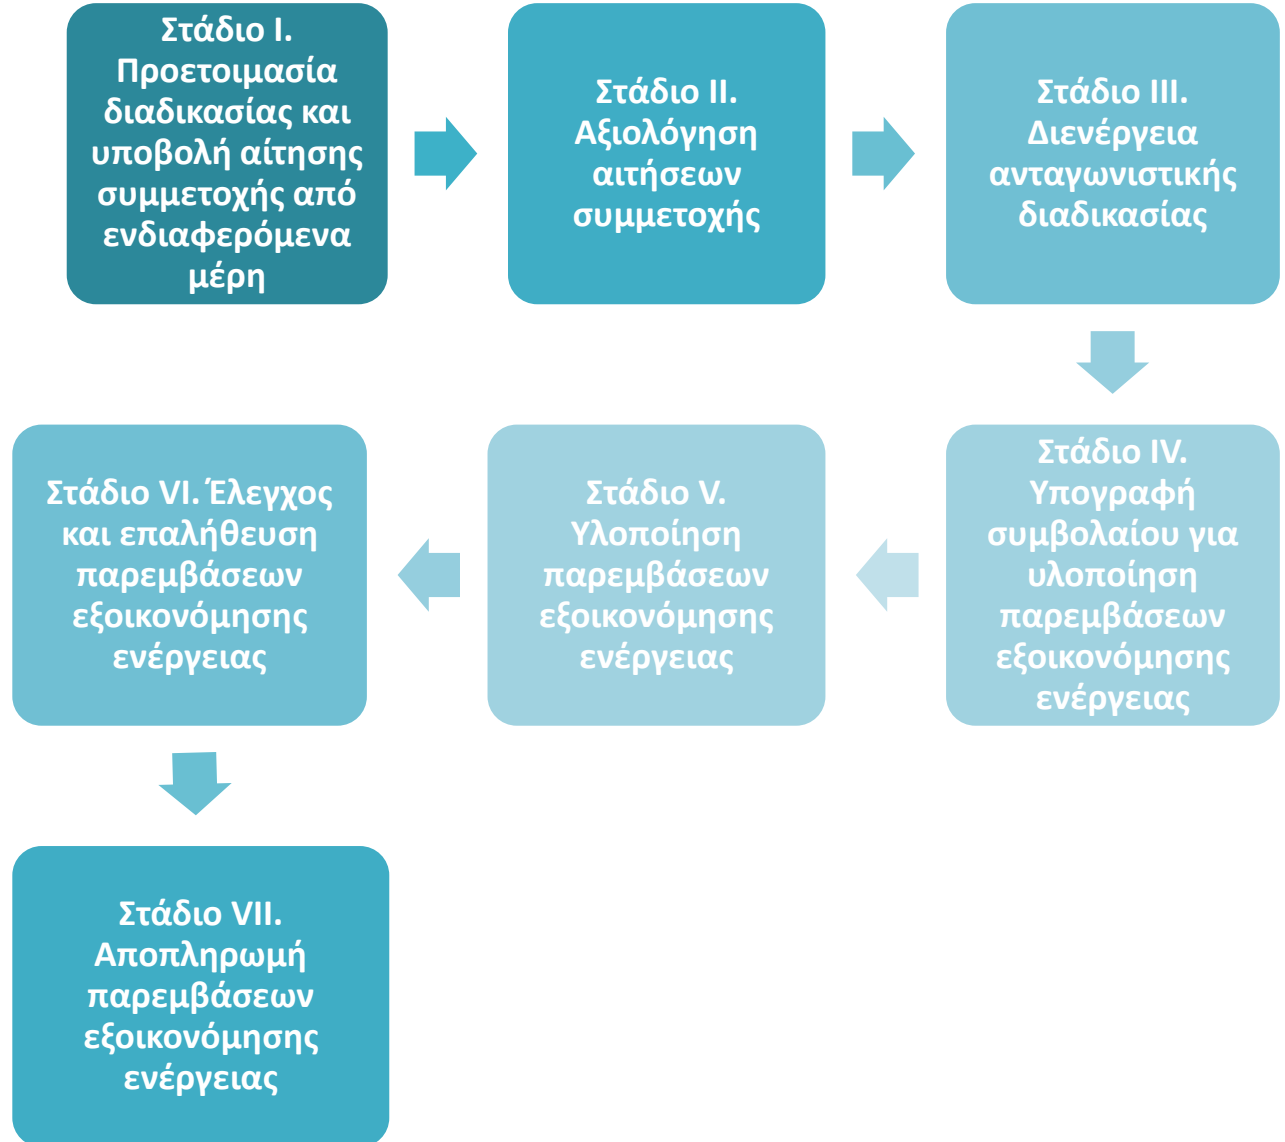 Στάδιο I.
Προετοιμασία
διαδικασίας και
υποβολή αίτησης
συμμετοχής από
ενδιαφερόμενα
μέρη
Στάδιο II.
Αξιολόγηση
αιτήσεων
συμμετοχής
Στάδιο III.
Διενέργεια
ανταγωνιστικής
διαδικασίας
Στάδιο IV.
Υπογραφή
συμβολαίου για
υλοποίηση
παρεμβάσεων
εξοικονόμησης
ενέργειας
Στάδιο V.
Υλοποίηση
παρεμβάσεων
εξοικονόμησης
ενέργειας
Στάδιο VI. Έλεγχος
και επαλήθευση
παρεμβάσεων
εξοικονόμησης
ενέργειας
Στάδιο VII.
Αποπληρωμή
παρεμβάσεων
εξοικονόμησης
ενέργειας